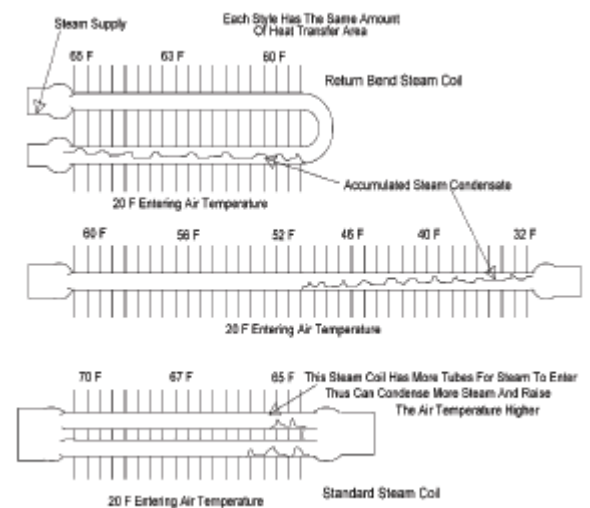 Steam Supply
Each Style Has The Same Amount
Of Heat Transfer Area
68 F 63 F 60 F
Return Bend Steam Coil
Accumulated Steam Condensate
20 F Entering Air Temperature
60 F 56 F 52 F 46 F 40 F 32 F
20 F Entering Air Temperature
70 F 67 F 65 F
This Steam Coil Has More Tubes For Steam To Enter
Thus Can Condense More Steam And Raise
The Air Temperature Higher
20 F Entering Air Temperature
Standard Steam Coil